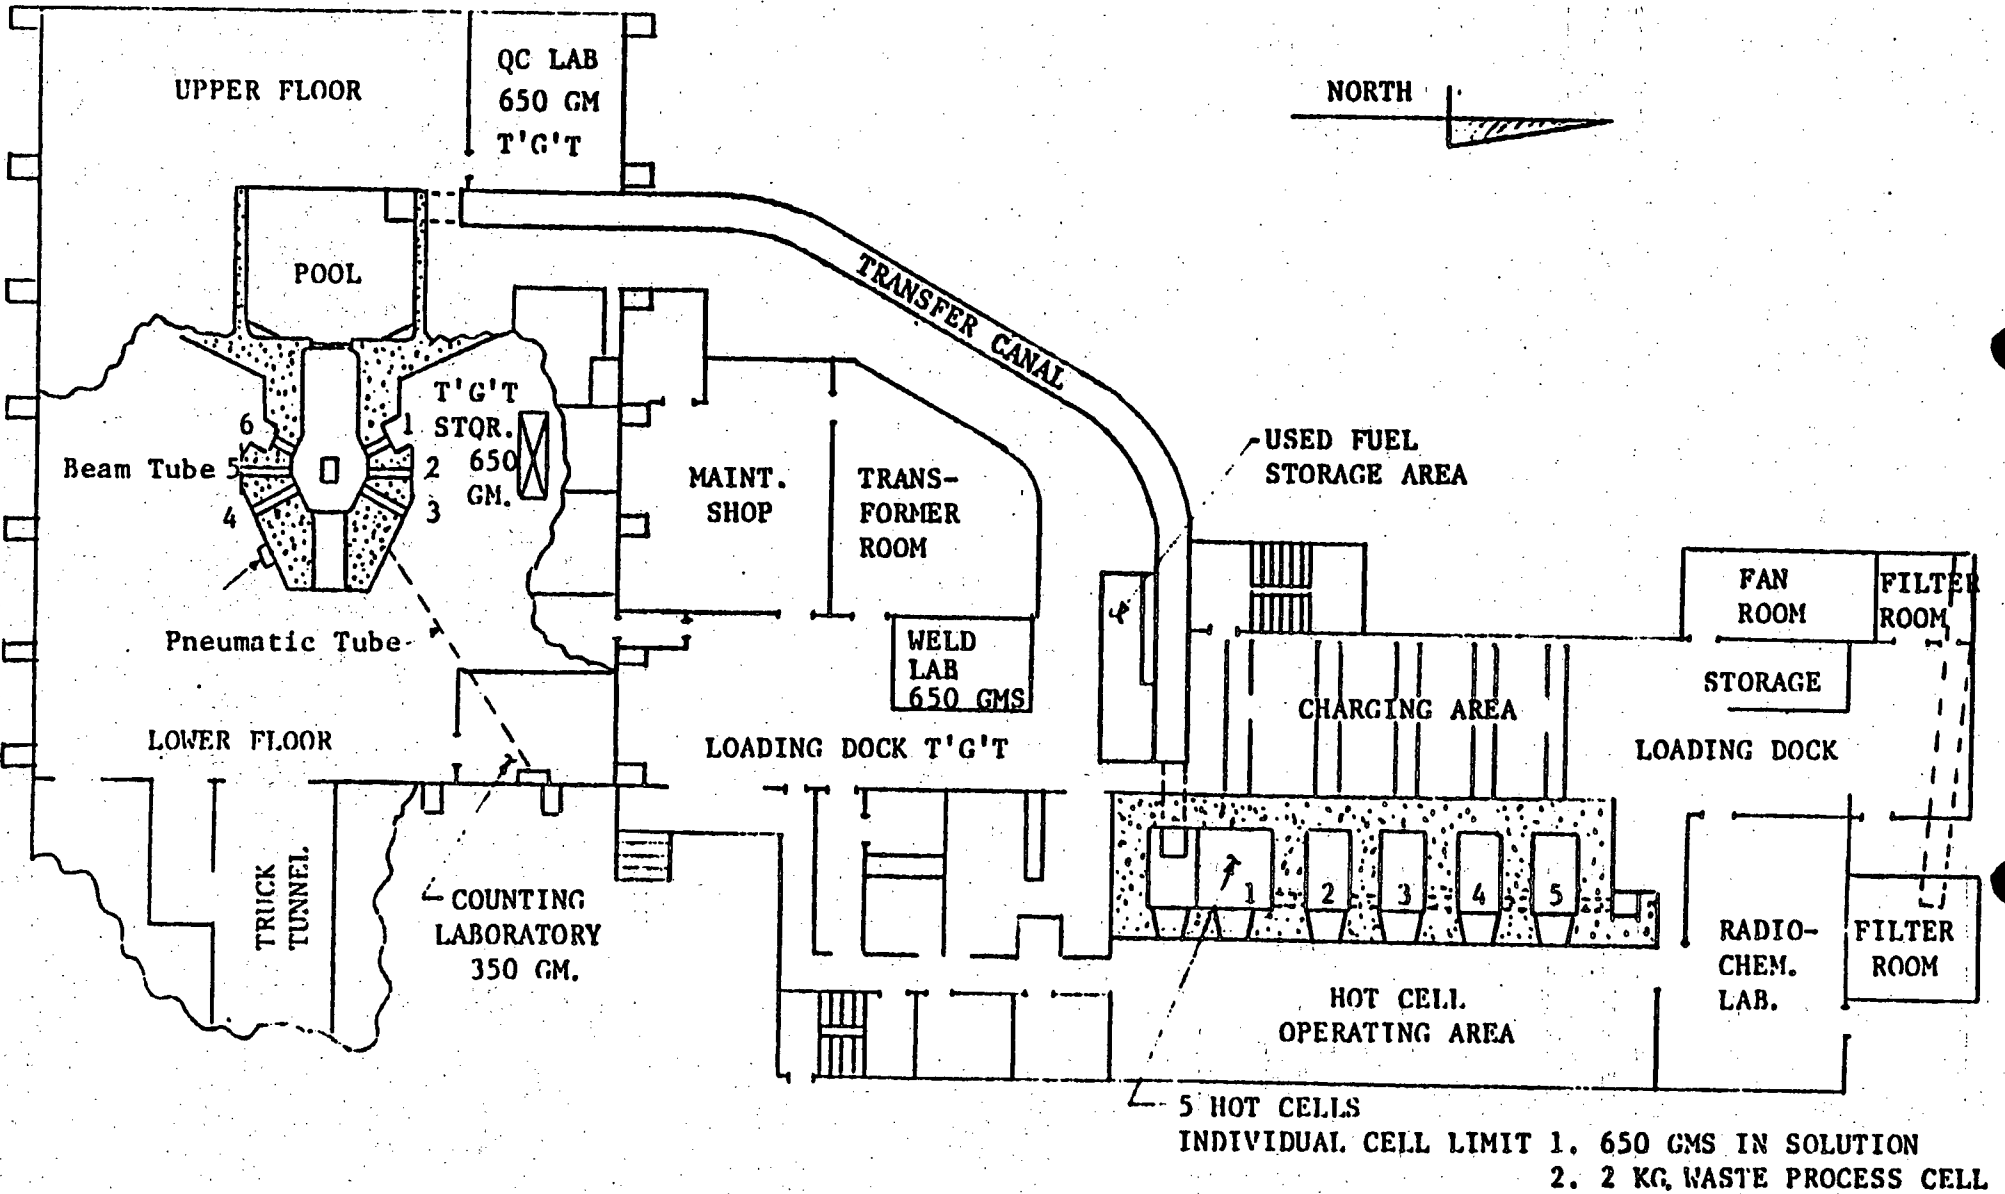 UPPER FLOOR
QC LAB
650 GM
T'G'T
NORTH
POOL
TRANSFER CANAL
T'G'T
STOR.
650
GM.
6
1
Beam Tube 5
2
4
3
Pneumatic Tube
LOWER FLOOR
TRUCK
TUNNEL
COUNTING
LABORATORY
350 GM.
MAINT.
SHOP
TRANS-
FORMER
ROOM
WELD
LAB
650 GMS
LOADING DOCK T'G'T
USED FUEL
STORAGE AREA
CHARGING AREA
FAN
ROOM
FILTER
ROOM
STORAGE
LOADING DOCK
1
2
3
4
5
RADIO-
CHEM.
LAB.
FILTER
ROOM
HOT CELL
OPERATING AREA
5 HOT CELLS
INDIVIDUAL CELL LIMIT 1. 650 GMS IN SOLUTION
2. 2 KG, WASTE PROCESS CELL